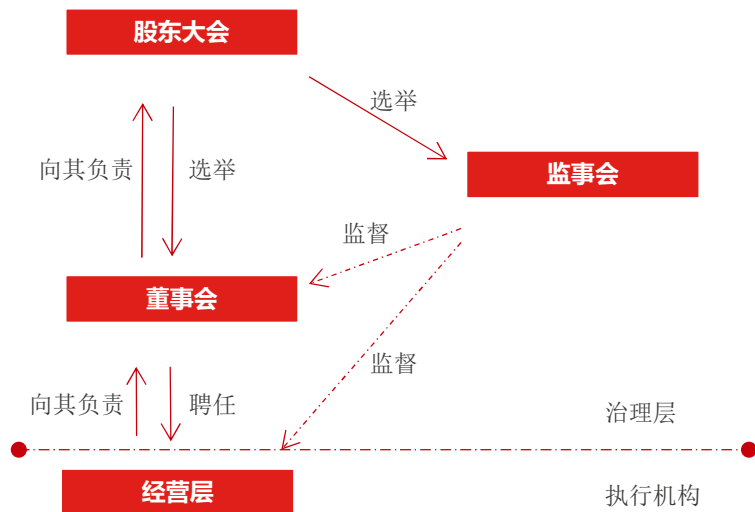 股东大会
选举
向其负责
选举
监事会
监督
董事会
监督
向其负责
聘任
治理层
经营层
执行机构